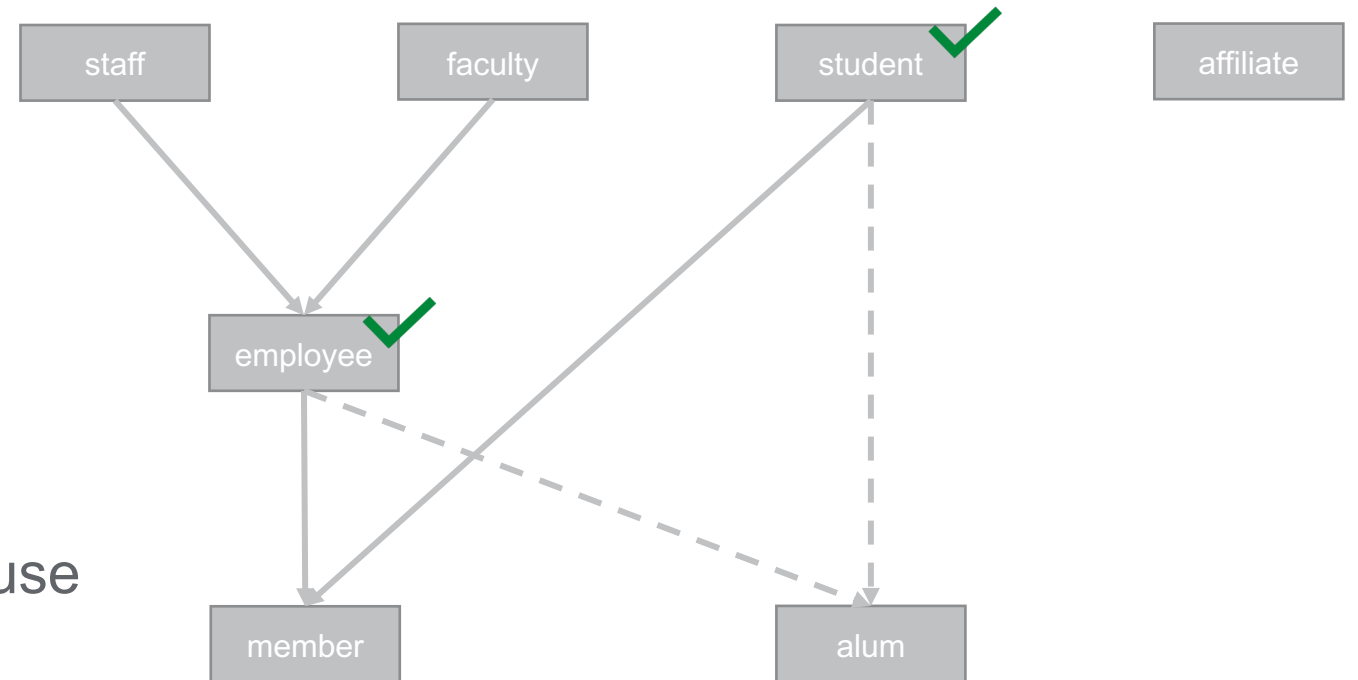 staff
faculty
student
affiliate
employee
use
member
alum